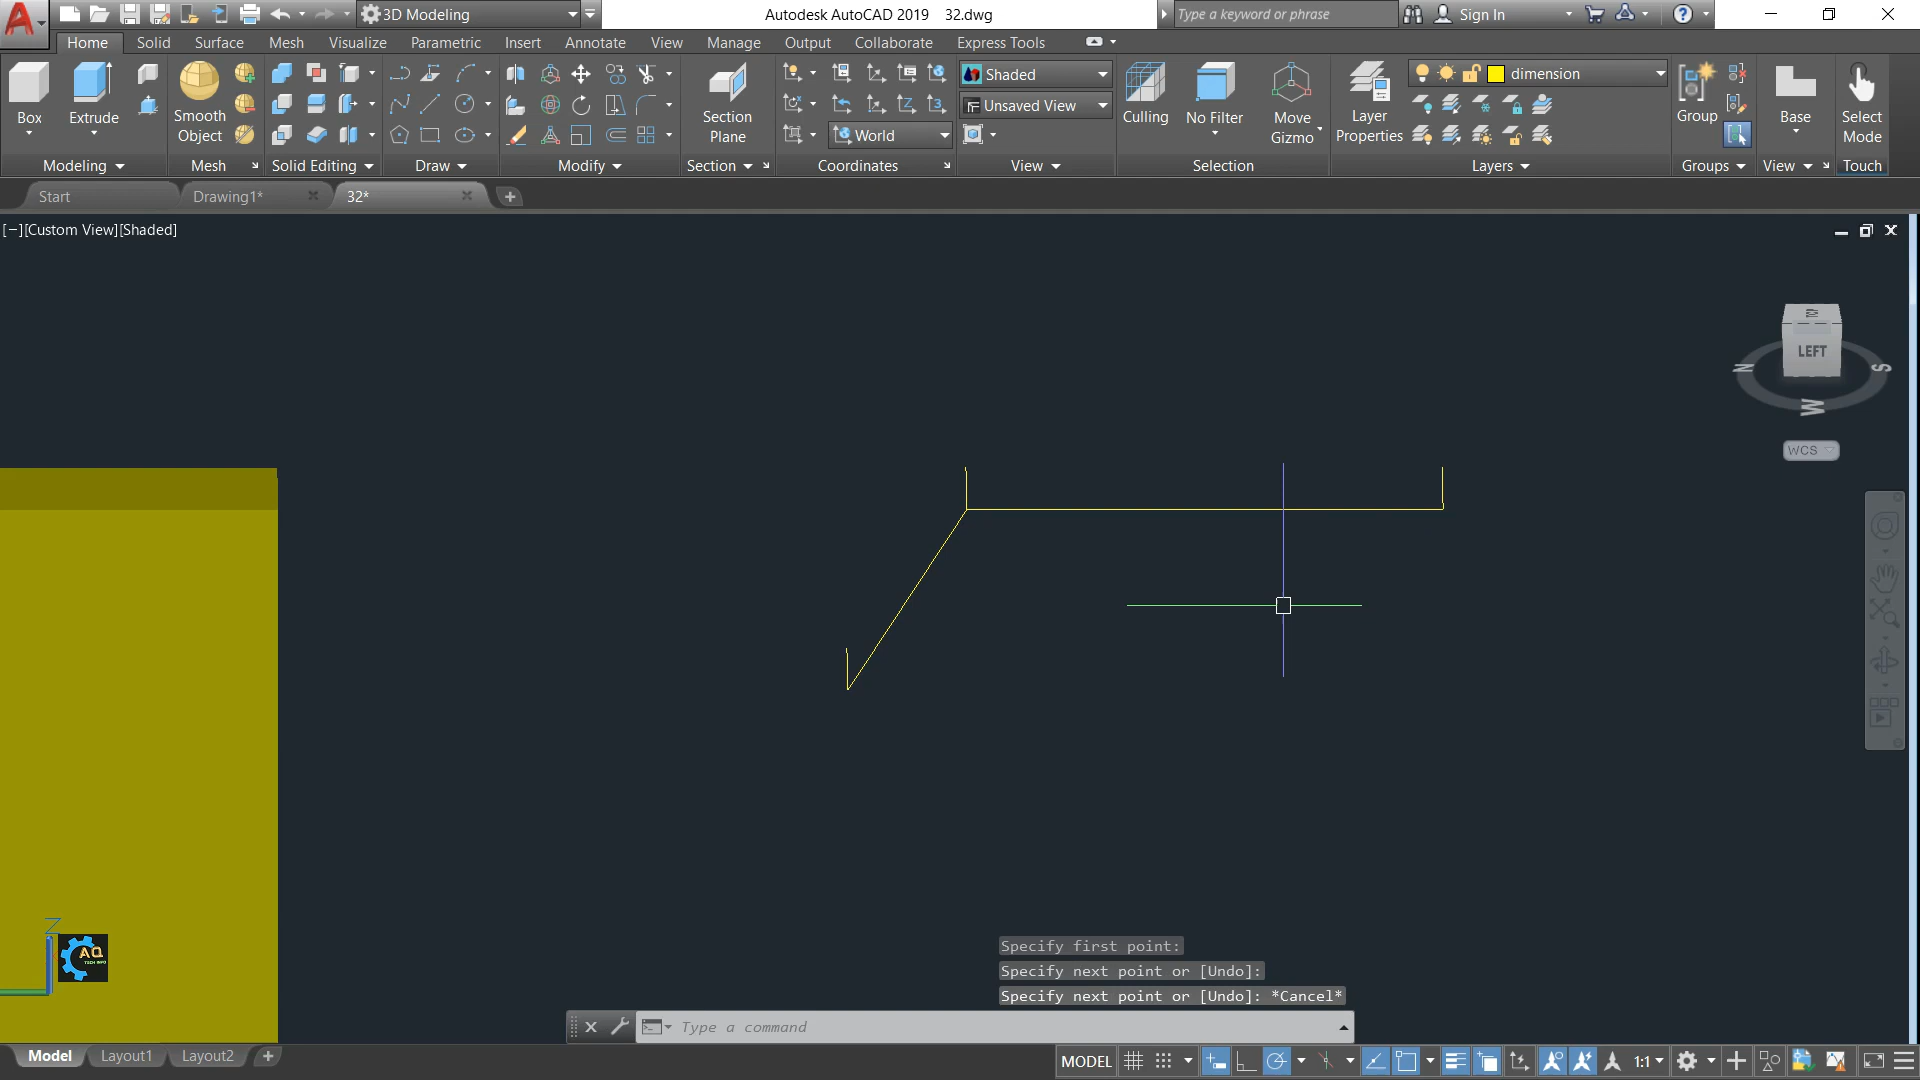 3D Modeling
Autodesk AutoCAD 2019 32.dwg
Type a keyword or phrase
Sign In
Home Solid Surface Mesh Visualize Parametric Insert Annotate View Manage Output Collaborate Express Tools
Box
Extrude
Smooth
Object
Section
Plane
World
Shaded
Unsaved View
Culling
No Filter
Move
Gizmo
Layer
Properties
dimension
Group
Base
Select
Mode
Modeling Mesh Solid Editing Draw Modify Section Coordinates View Selection Layers Groups View Touch
Start Drawing1* 32*
[−][Custom View][Shaded]
LEFT
N
S
W
WCS
Z
AQ
TECH INFO
Specify first point:
Specify next point or [Undo]:
Specify next point or [Undo]: *Cancel*
Type a command
Model Layout1 Layout2
MODEL
1:1